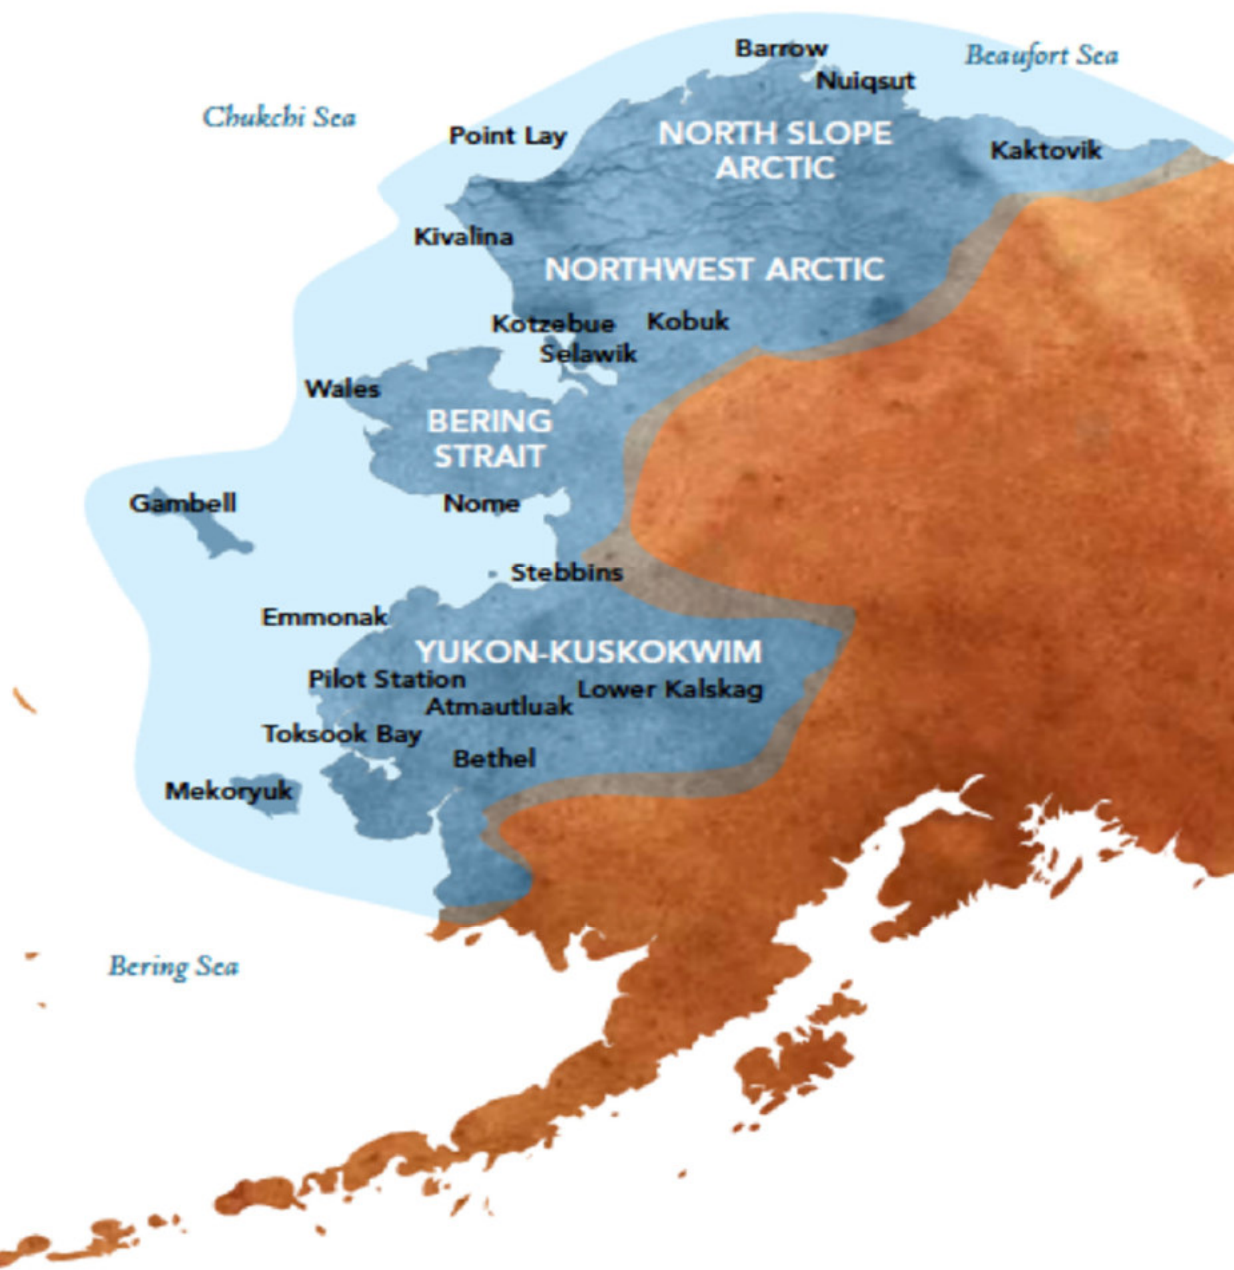 Barrow
Beaufort Sea
Nuiqsut
Chukchi Sea
Point Lay
NORTH SLOPE
ARCTIC
Kaktovik
Kivalina
NORTHWEST ARCTIC
Kotzebue
Kobuk
Selawik
Wales
BERING
STRAIT
Gambell
Nome
Stebbins
Emmonak
YUKON-KUSKOKWIM
Pilot Station
Lower Kalskag
Atmautluak
Toksook Bay
Bethel
Mekoryuk
Bering Sea